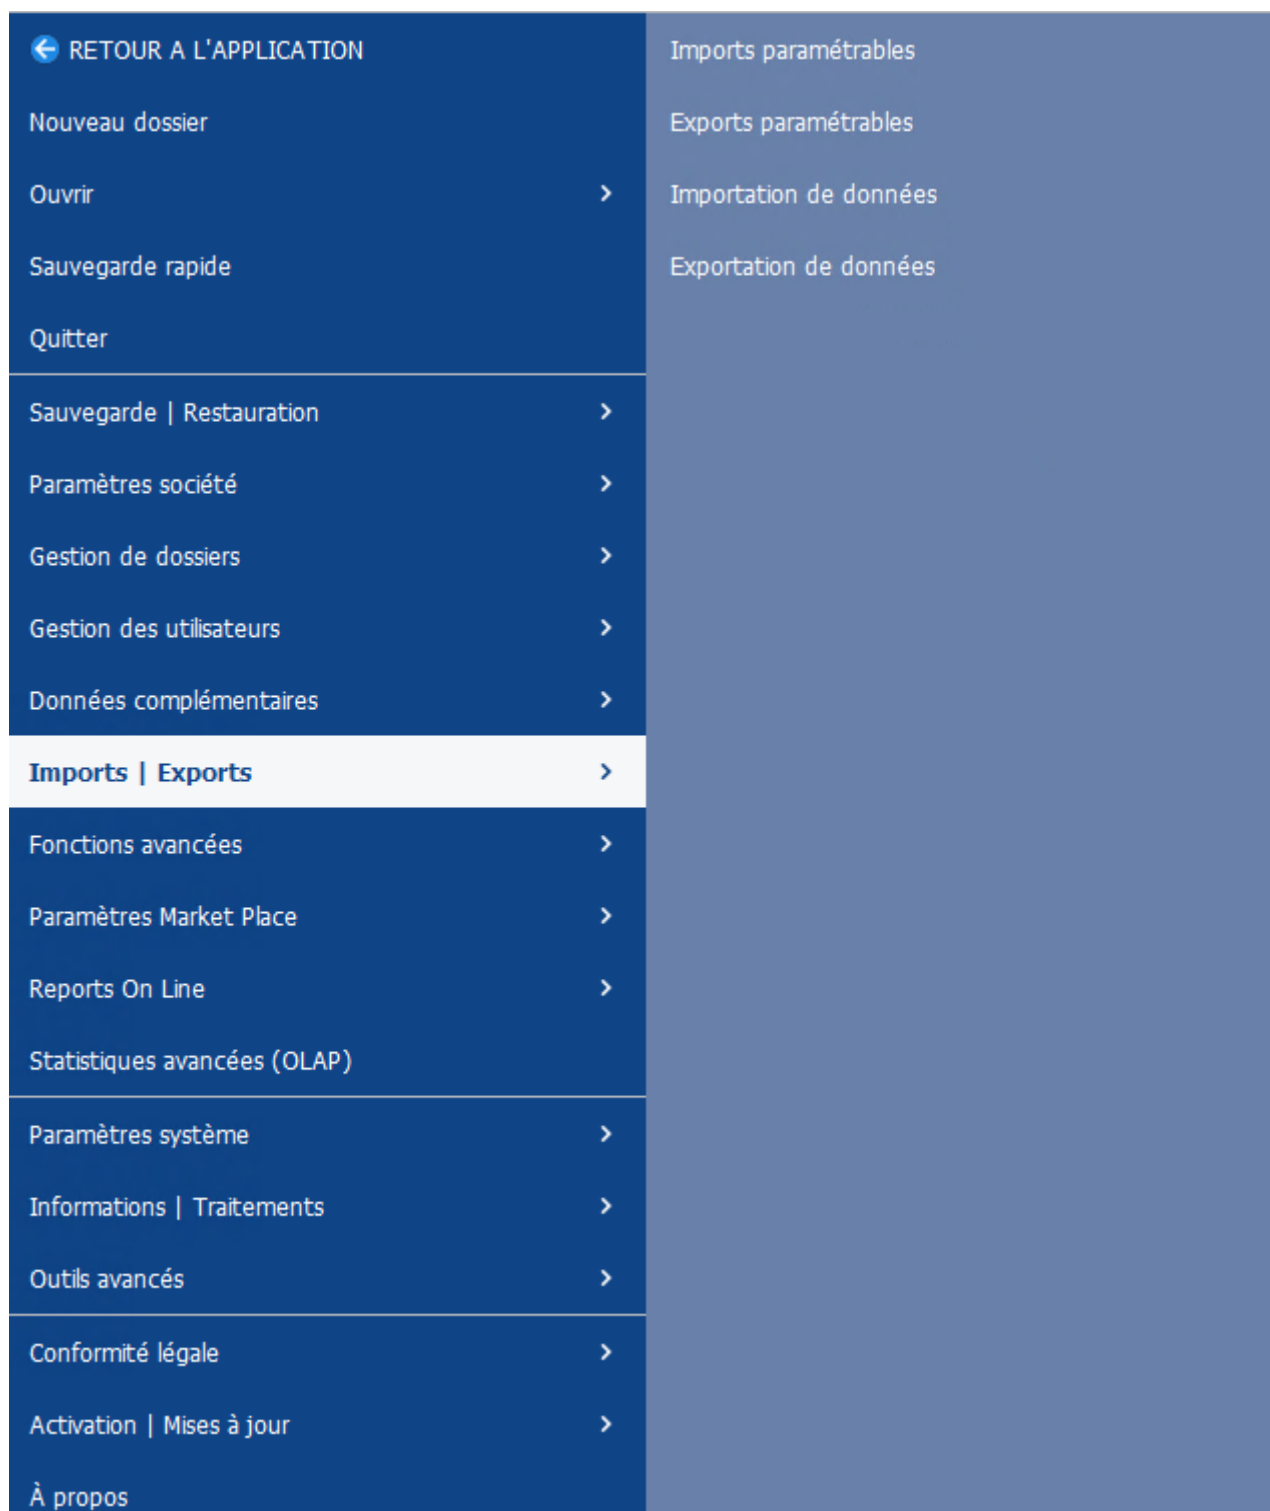 RETOUR A L'APPLICATION
Nouveau dossier
Ouvrir
Sauvegarde rapide
Quitter
Sauvegarde | Restauration
Paramètres société
Gestion de dossiers
Gestion des utilisateurs
Données complémentaires
Imports | Exports
Fonctions avancées
Paramètres Market Place
Reports On Line
Statistiques avancées (OLAP)
Paramètres système
Informations | Traitements
Outils avancés
Conformité légale
Activation | Mises à jour
À propos
Imports paramétrables
Exports paramétrables
Importation de données
Exportation de données